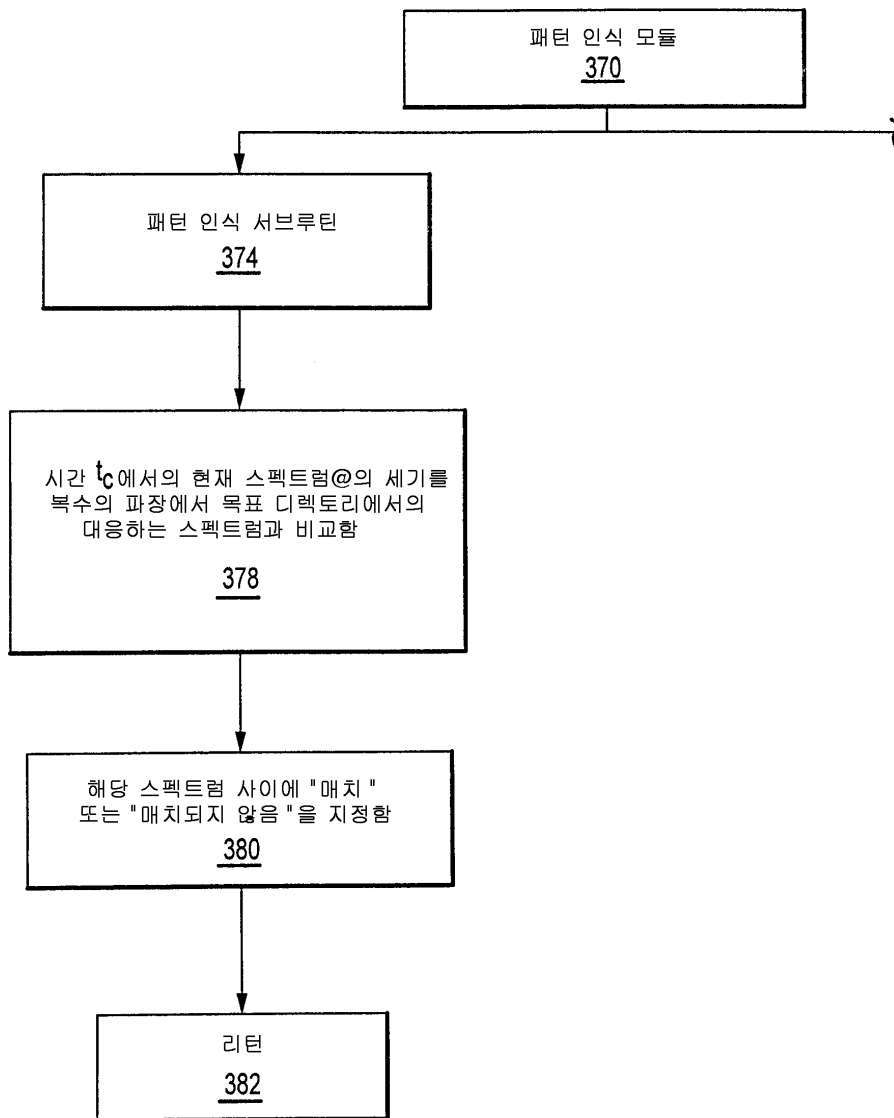 패턴 인식 모듈
370
패턴 인식 서브루틴
374
시간 tc에서의 현재 스펙트럼@의 세기를
복수의 파장에서 목표 디렉토리에서의
대응하는 스펙트럼과 비교함
378
해당 스펙트럼 사이에 "매치"
또는 "매치되지 않음"을 지정함
380
리턴
382